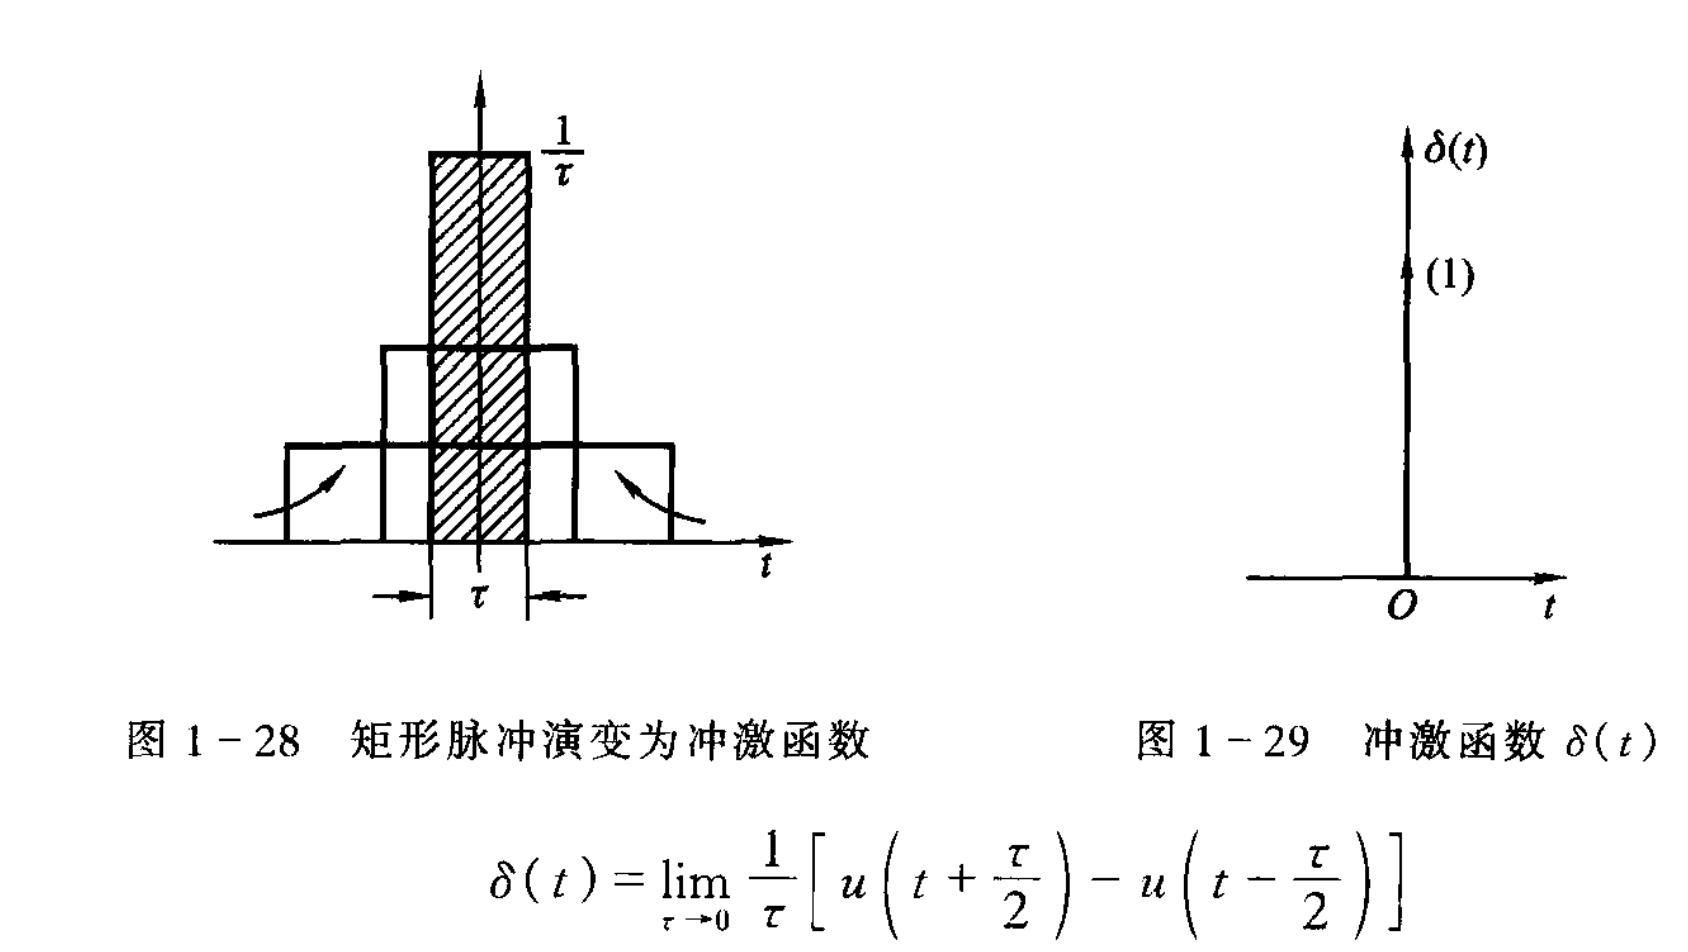 1/τ
τ
t
δ(t)
(1)
O
t
图 1-28 矩形脉冲演变为冲激函数
图 1-29 冲激函数 δ(t)
δ(t) = lim_{τ→0} 1/τ [ u( t + τ/2 ) - u( t - τ/2 ) ]